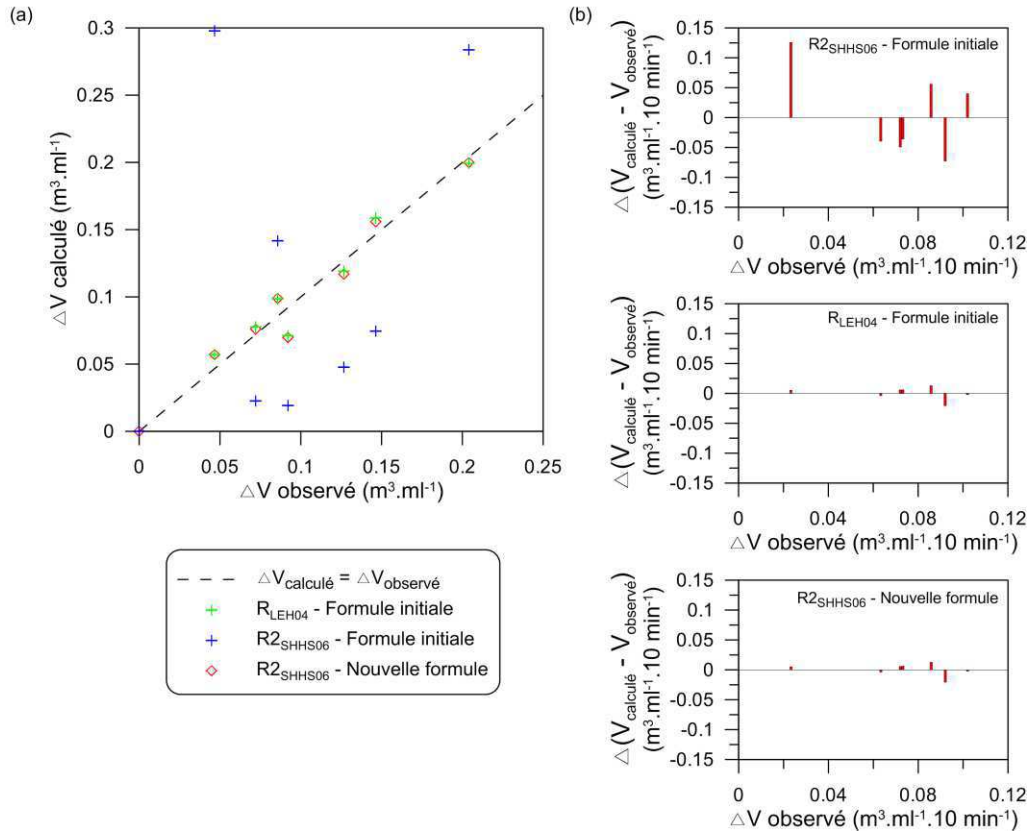 (a)
0.3
0.25
0.2
0.15
0.1
0.05
0
△V calculé (m³.ml⁻¹)
0 0.05 0.1 0.15 0.2 0.25
△V observé (m³.ml⁻¹)
△Vcalculé = △Vobservé
RLEH04 - Formule initiale
R2SHHS06 - Formule initiale
R2SHHS06 - Nouvelle formule
(b)
△(Vcalculé - Vobservé)
(m³.ml⁻¹.10 min⁻¹)
0.15
0.1
0.05
0
-0.05
-0.1
-0.15
R2SHHS06 - Formule initiale
0 0.04 0.08 0.12
△V observé (m³.ml⁻¹.10 min⁻¹)
△(Vcalculé - Vobservé)
(m³.ml⁻¹.10 min⁻¹)
0.15
0.1
0.05
0
-0.05
-0.1
-0.15
RLEH04 - Formule initiale
0 0.04 0.08 0.12
△V observé (m³.ml⁻¹.10 min⁻¹)
△(Vcalculé - Vobservé)
(m³.ml⁻¹.10 min⁻¹)
0.15
0.1
0.05
0
-0.05
-0.1
-0.15
R2SHHS06 - Nouvelle formule
0 0.04 0.08 0.12
△V observé (m³.ml⁻¹.10 min⁻¹)